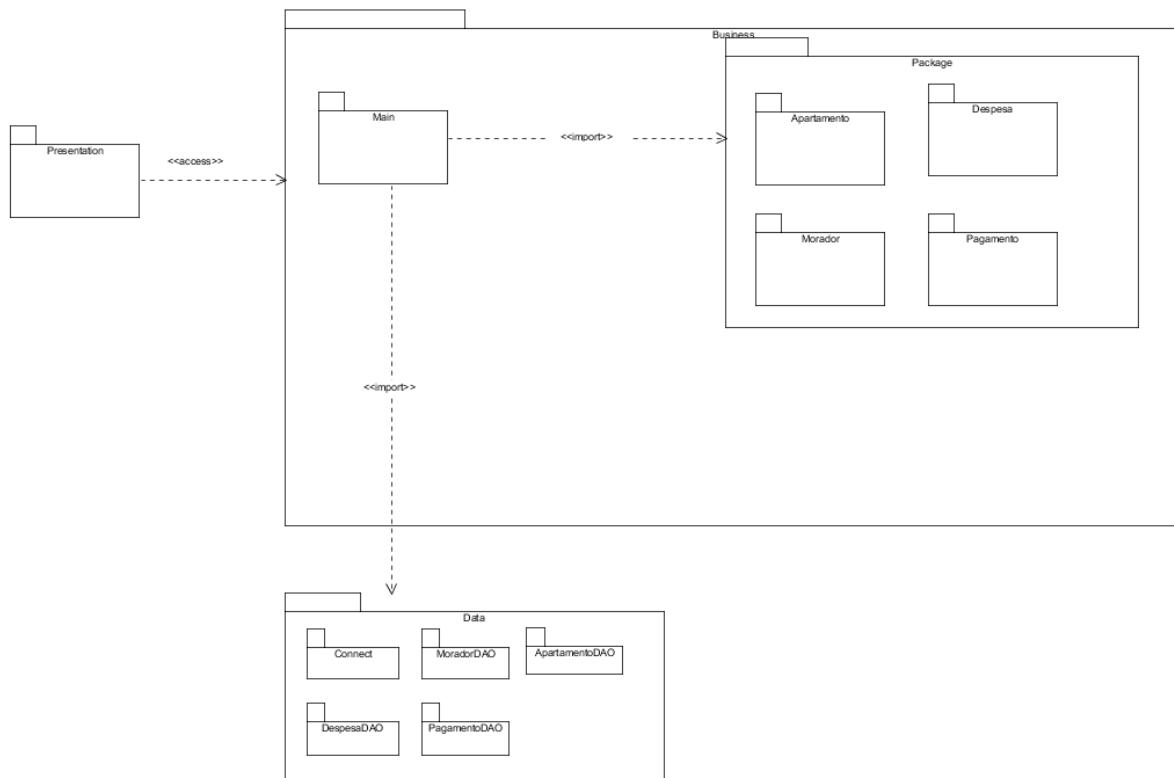 Business
Package
Main
Apartamento
Despesa
Presentation
<<access>>
<<import>>
Morador
Pagamento
<<import>>
Data
Connect
MoradorDAO
ApartamentoDAO
DespesaDAO
PagamentoDAO